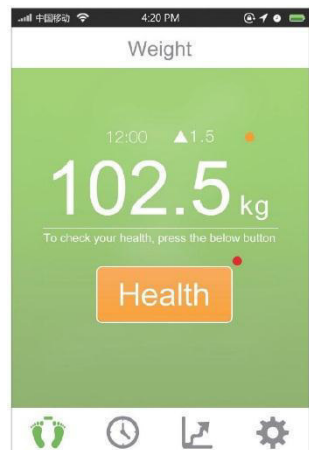 中国移动 4:20 PM
Weight
12:00 ▲1.5
102.5 kg
To check your health, press the below button
Health